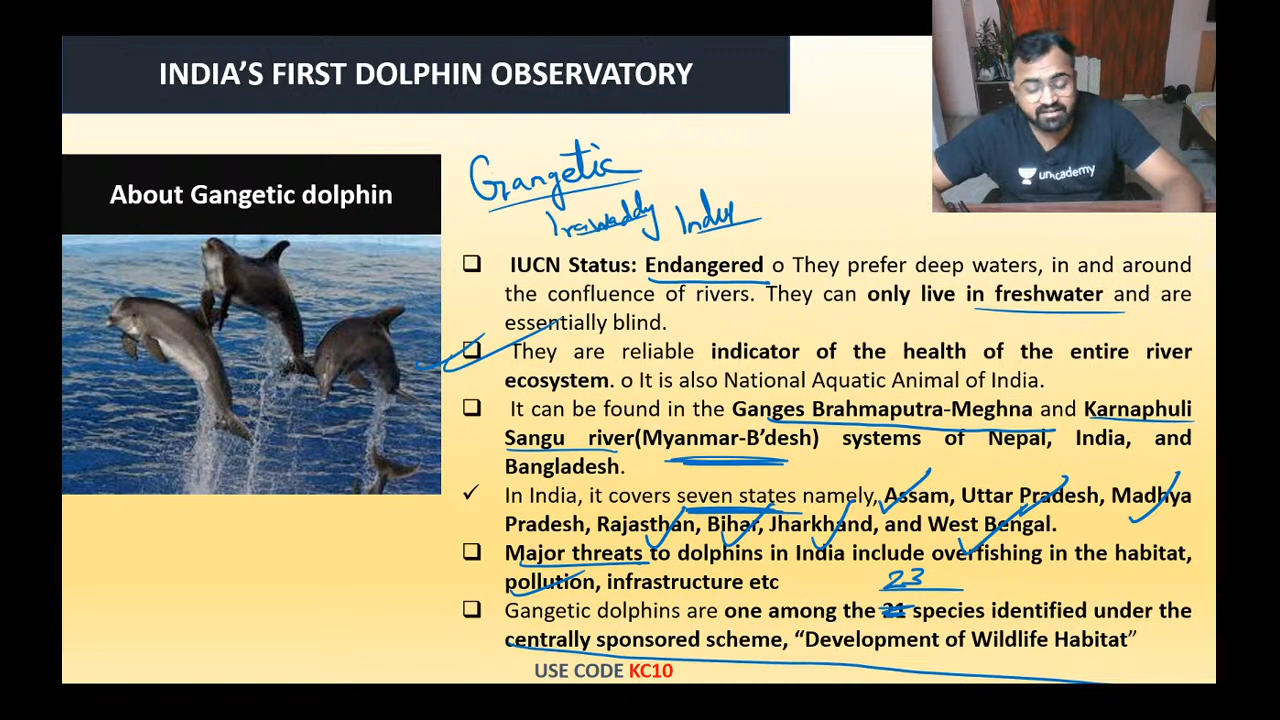 INDIA'S FIRST DOLPHIN OBSERVATORY
unacademy
About Gangetic dolphin
Gangetic
Irawaddy Indus
IUCN Status: Endangered o They prefer deep waters, in and around
the confluence of rivers. They can only live in freshwater and are
essentially blind.
They are reliable indicator of the health of the entire river
ecosystem. o It is also National Aquatic Animal of India.
It can be found in the Ganges Brahmaputra-Meghna and Karnaphuli
Sangu river(Myanmar-B'desh) systems of Nepal, India, and
Bangladesh.
✓ In India, it covers seven states namely, Assam, Uttar Pradesh, Madhya
Pradesh, Rajasthan, Bihar, Jharkhand, and West Bengal.
Major threats to dolphins in India include overfishing in the habitat,
pollution, infrastructure etc
23
Gangetic dolphins are one among the 21 species identified under the
centrally sponsored scheme, "Development of Wildlife Habitat"
USE CODE KC10